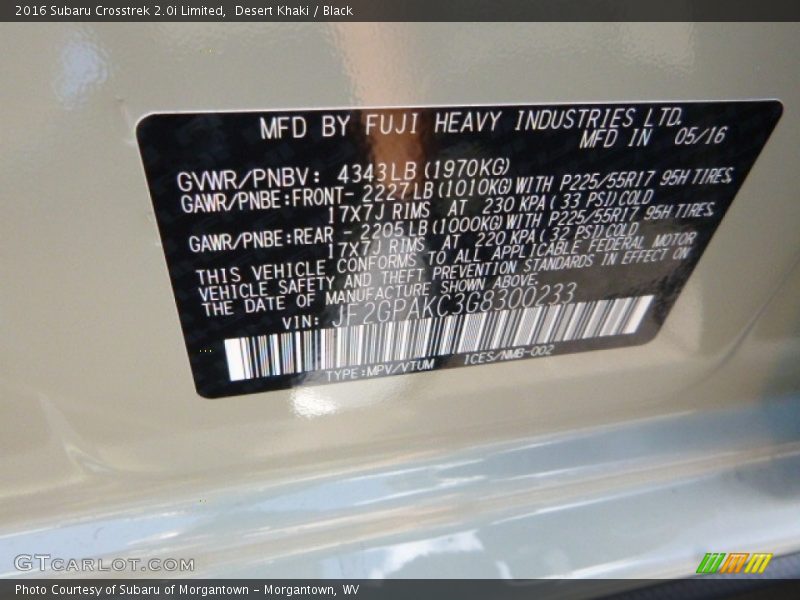 2016 Subaru Crosstrek 2.0i Limited, Desert Khaki / Black
MFD BY FUJI HEAVY INDUSTRIES LTD.
MFD IN 05/16
GVWR/PNBV: 4343LB (1970KG)
GAWR/PNBE:FRONT- 2227LB (1010KG) WITH P225/55R17 95H TIRES,
17X7J RIMS AT 230 KPA ( 33 PSI) COLD
GAWR/PNBE:REAR - 2205LB (1000KG) WITH P225/55R17 95H TIRES,
17X7J RIMS AT 220 KPA ( 32 PSI) COLD
THIS VEHICLE CONFORMS TO ALL APPLICABLE FEDERAL MOTOR
VEHICLE SAFETY AND THEFT PREVENTION STANDARDS IN EFFECT ON
THE DATE OF MANUFACTURE SHOWN ABOVE.
VIN: JF2GPAKC3G8300233
TYPE:MPV/VTUM ICES/NMB-002
GTCARLOT.COM
Photo Courtesy of Subaru of Morgantown - Morgantown, WV